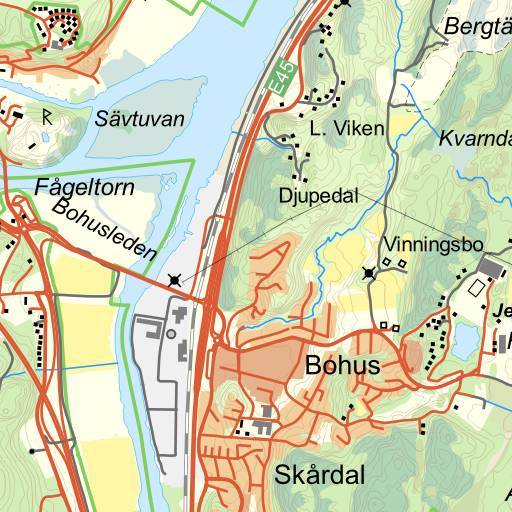 Bergtä
E45
Sävtuvan
R
L. Viken
Kvarnda
Fågeltorn
Djupedal
Bohusleden
Vinningsbo
Je
Bohus
Skårdal